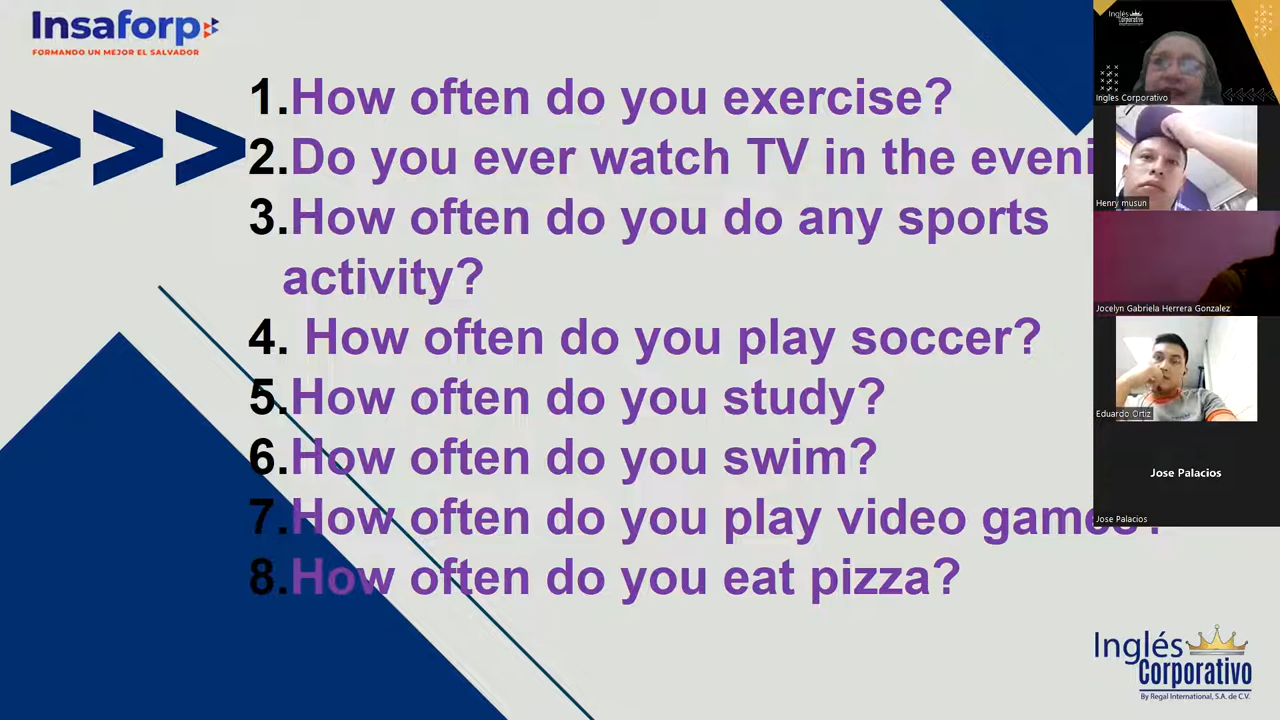 Insaforp
FORMANDO UN MEJOR EL SALVADOR
>>>
1.How often do you exercise?
2.Do you ever watch TV in the eveni
3.How often do you do any sports
activity?
4. How often do you play soccer?
5.How often do you study?
6.How often do you swim?
7.How often do you play video games?
8.How often do you eat pizza?
Inglés
Corporativo
Ingles Corporativo
Henry musun
Jocelyn Gabriela Herrera Gonzalez
Eduardo Ortiz
Jose Palacios
Jose Palacios
Inglés
Corporativo
By Regal International, S.A. de C.V.